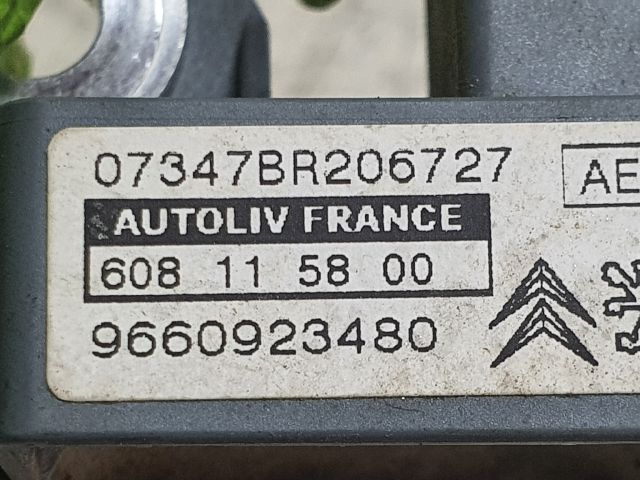 07347BR206727
AE
AUTOLIV FRANCE
608 11 58 00
9660923480